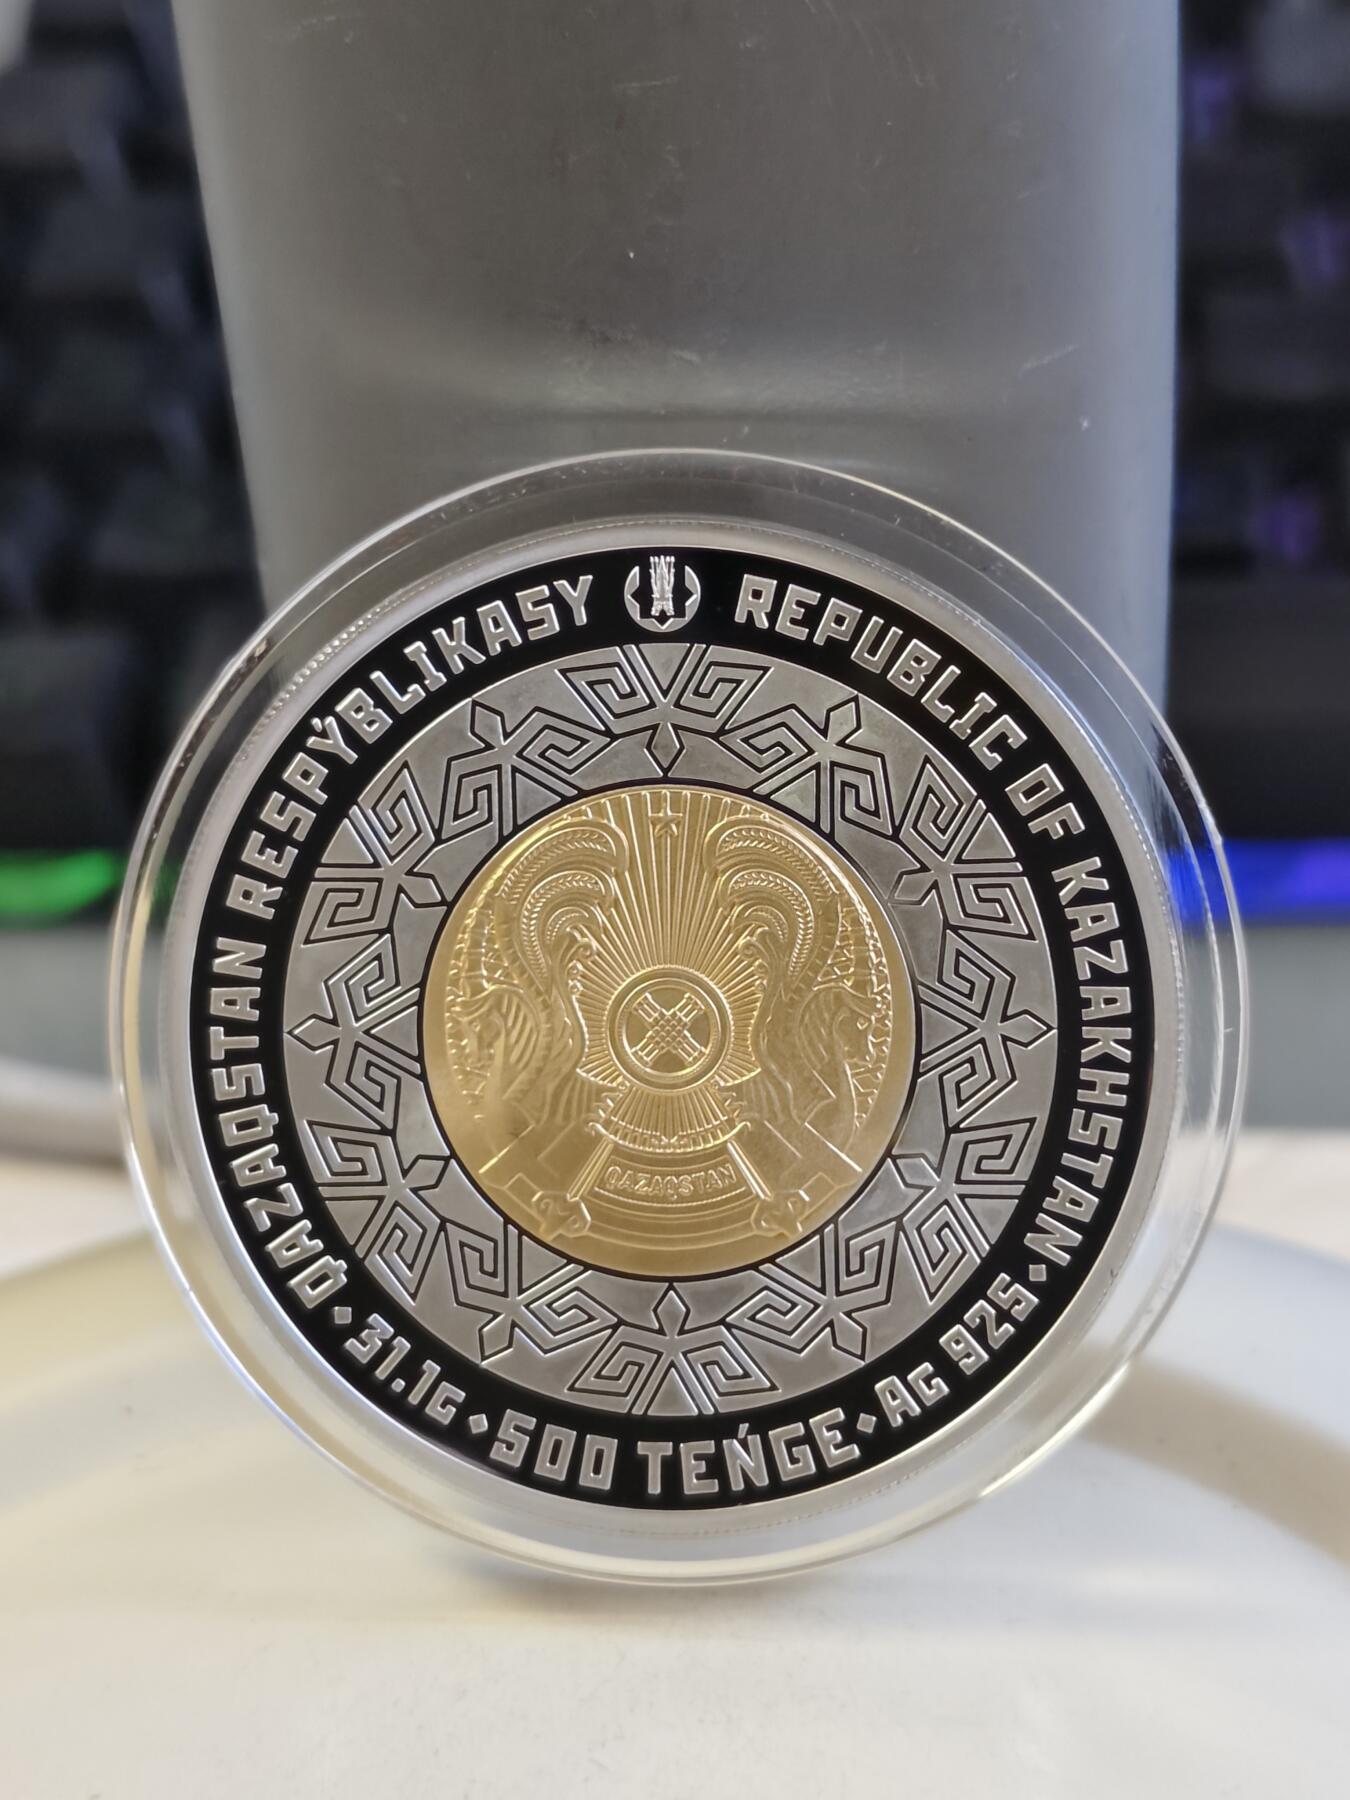 QAZAQSTAN RESPÝBLIKASY
REPUBLIC OF KAZAKHSTAN
31.1G • 500 TEŃGE • AG 925
QAZAQSTAN